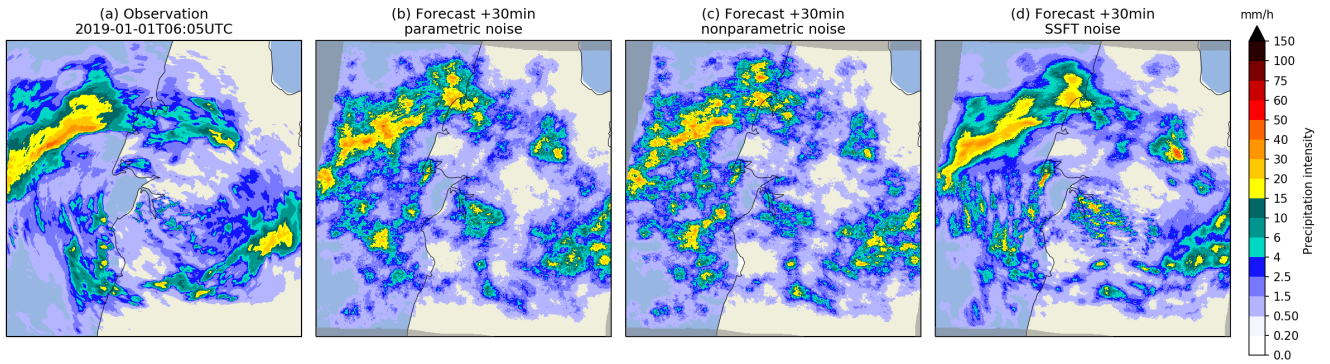 (a) Observation
2019-01-01T06:05UTC
(b) Forecast +30min
parametric noise
(c) Forecast +30min
nonparametric noise
(d) Forecast +30min
SSFT noise
mm/h
150
100
75
60
50
40
30
20
15
10
6
4
2.5
1.5
0.50
0.20
0.0
Precipitation intensity